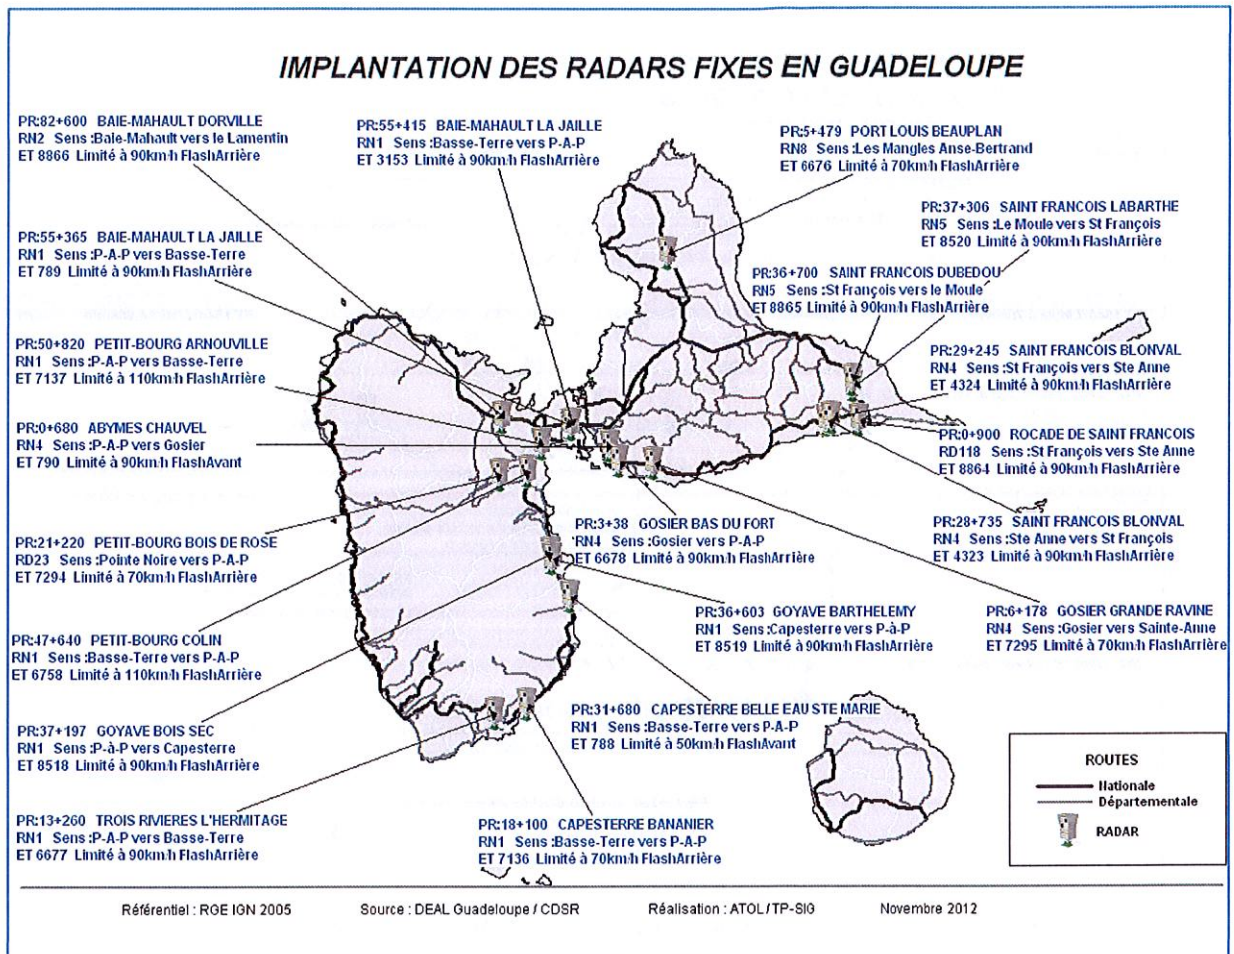 IMPLANTATION DES RADARS FIXES EN GUADELOUPE
PR:82+600 BAIE-MAHAULT DORVILLE
RN2 Sens :Baie-Mahault vers le Lamentin
ET 8866 Limité à 90km/h FlashArrière
PR:55+415 BAIE-MAHAULT LA JAILLE
RN1 Sens :Basse-Terre vers P-A-P
ET 3153 Limité à 90km/h FlashArrière
PR:5+479 PORT LOUIS BEAUPLAN
RN8 Sens :Les Mangles Anse-Bertrand
ET 6676 Limité à 70km/h FlashArrière
PR:37+306 SAINT FRANCOIS LABARTHE
RN5 Sens :Le Moule vers St François
ET 8520 Limité à 90km/h FlashArrière
PR:55+365 BAIE-MAHAULT LA JAILLE
RN1 Sens :P-A-P vers Basse-Terre
ET 789 Limité à 90km/h FlashArrière
PR:36+700 SAINT FRANCOIS DUBEDOU
RN5 Sens :St François vers le Moule
ET 8865 Limité à 90km/h FlashArrière
PR:50+820 PETIT-BOURG ARNOUVILLE
RN1 Sens :P-A-P vers Basse-Terre
ET 7137 Limité à 110km/h FlashArrière
PR:29+245 SAINT FRANCOIS BLONVAL
RN4 Sens :St François vers Ste Anne
ET 4324 Limité à 90km/h FlashArrière
PR:0+680 ABYMES CHAUVEL
RN4 Sens :P-A-P vers Gosier
ET 790 Limité à 90km/h FlashAvant
PR:0+900 ROCADE DE SAINT FRANCOIS
RD118 Sens :St François vers Ste Anne
ET 8864 Limité à 90km/h FlashArrière
PR:21+220 PETIT-BOURG BOIS DE ROSE
RD23 Sens :Pointe Noire vers P-A-P
ET 7294 Limité à 70km/h FlashArrière
PR:3+38 GOSIER BAS DU FORT
RN4 Sens :Gosier vers P-A-P
ET 6678 Limité à 90km/h FlashArrière
PR:28+735 SAINT FRANCOIS BLONVAL
RN4 Sens :Ste Anne vers St François
ET 4323 Limité à 90km/h FlashArrière
PR:47+640 PETIT-BOURG COLIN
RN1 Sens :Basse-Terre vers P-A-P
ET 6758 Limité à 110km/h FlashArrière
PR:36+603 GOYAVE BARTHELEMY
RN1 Sens :Capesterre vers P-à-P
ET 8519 Limité à 90km/h FlashArrière
PR:6+178 GOSIER GRANDE RAVINE
RN4 Sens :Gosier vers Sainte-Anne
ET 7295 Limité à 70km/h FlashArrière
PR:37+197 GOYAVE BOIS SEC
RN1 Sens :P-à-P vers Capesterre
ET 8518 Limité à 90km/h FlashArrière
PR:31+680 CAPESTERRE BELLE EAU STE MARIE
RN1 Sens :Basse-Terre vers P-A-P
ET 788 Limité à 50km/h FlashAvant
PR:13+260 TROIS RIVIERES L'HERMITAGE
RN1 Sens :P-A-P vers Basse-Terre
ET 6677 Limité à 90km/h FlashArrière
PR:18+100 CAPESTERRE BANANIER
RN1 Sens :Basse-Terre vers P-A-P
ET 7136 Limité à 70km/h FlashArrière
ROUTES
Nationale
Départementale
RADAR
Référentiel : RGE IGN 2005 Source : DEAL Guadeloupe / CDSR Réalisation : ATOL / TP-SIG Novembre 2012